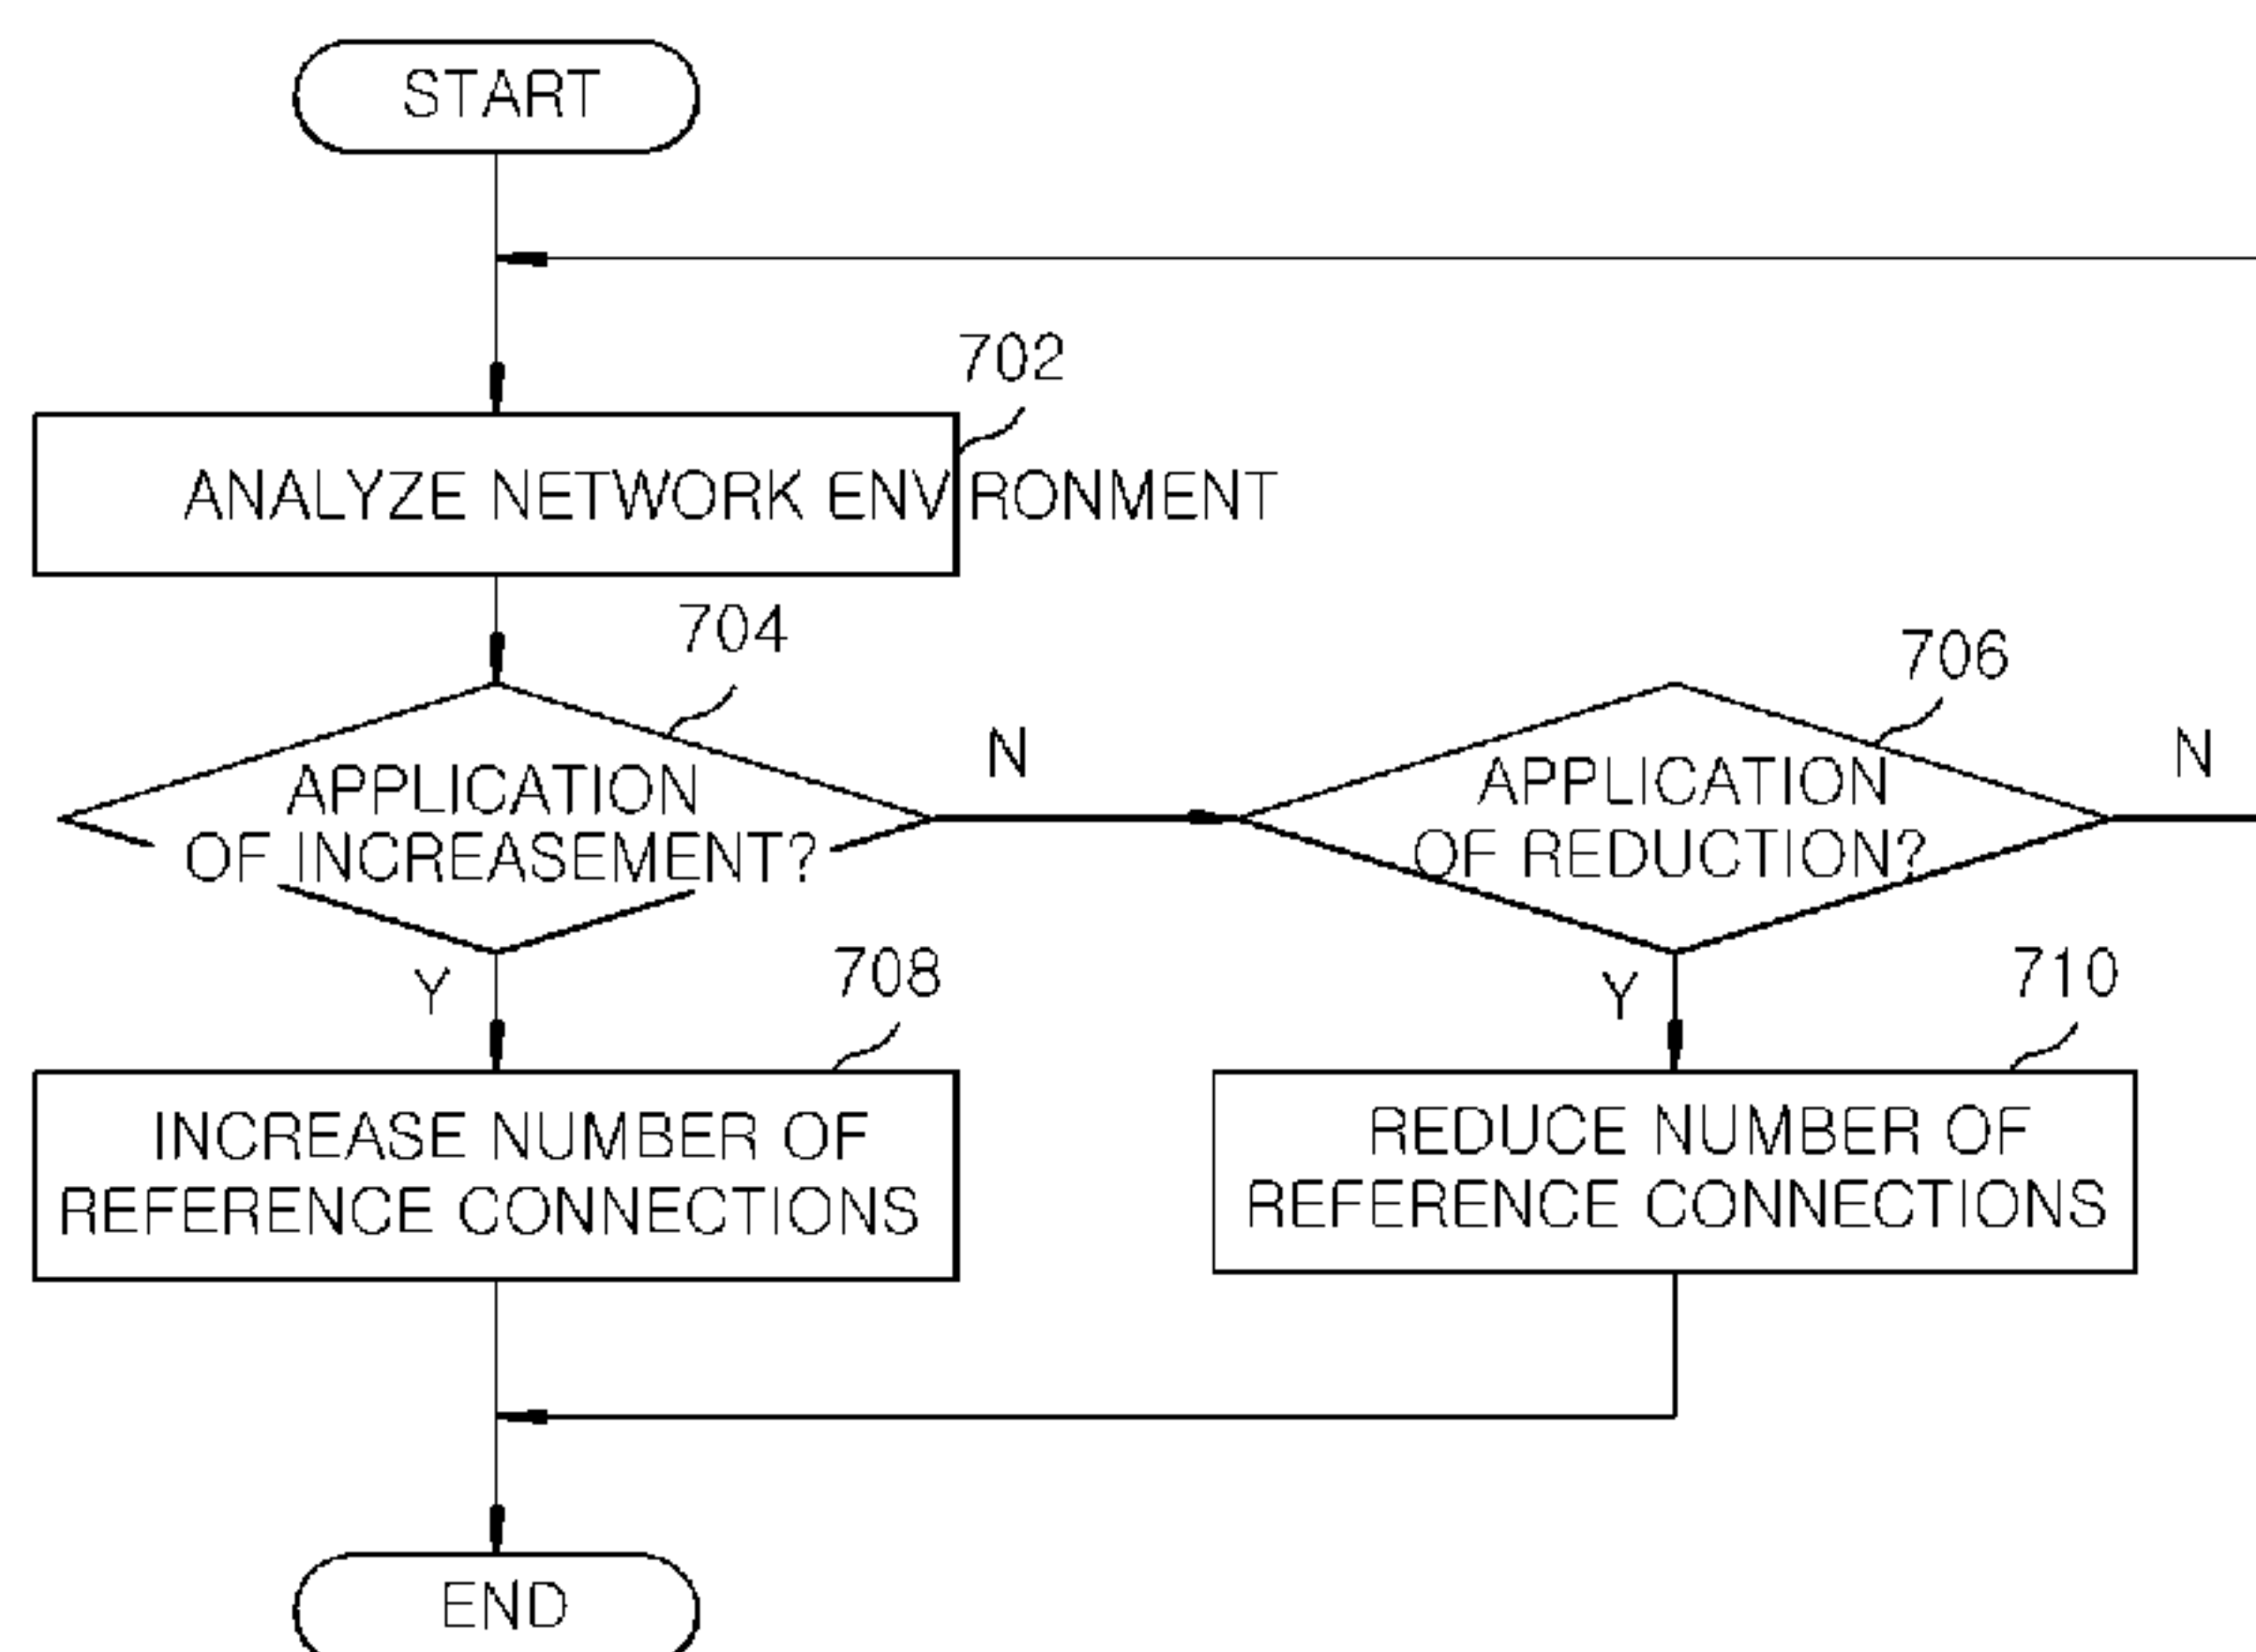 START
702
ANALYZE NETWORK ENVIRONMENT
704
706
N
N
APPLICATION
OF INCREASEMENT?
APPLICATION
OF REDUCTION?
708
710
Y
Y
INCREASE NUMBER OF
REFERENCE CONNECTIONS
REDUCE NUMBER OF
REFERENCE CONNECTIONS
END